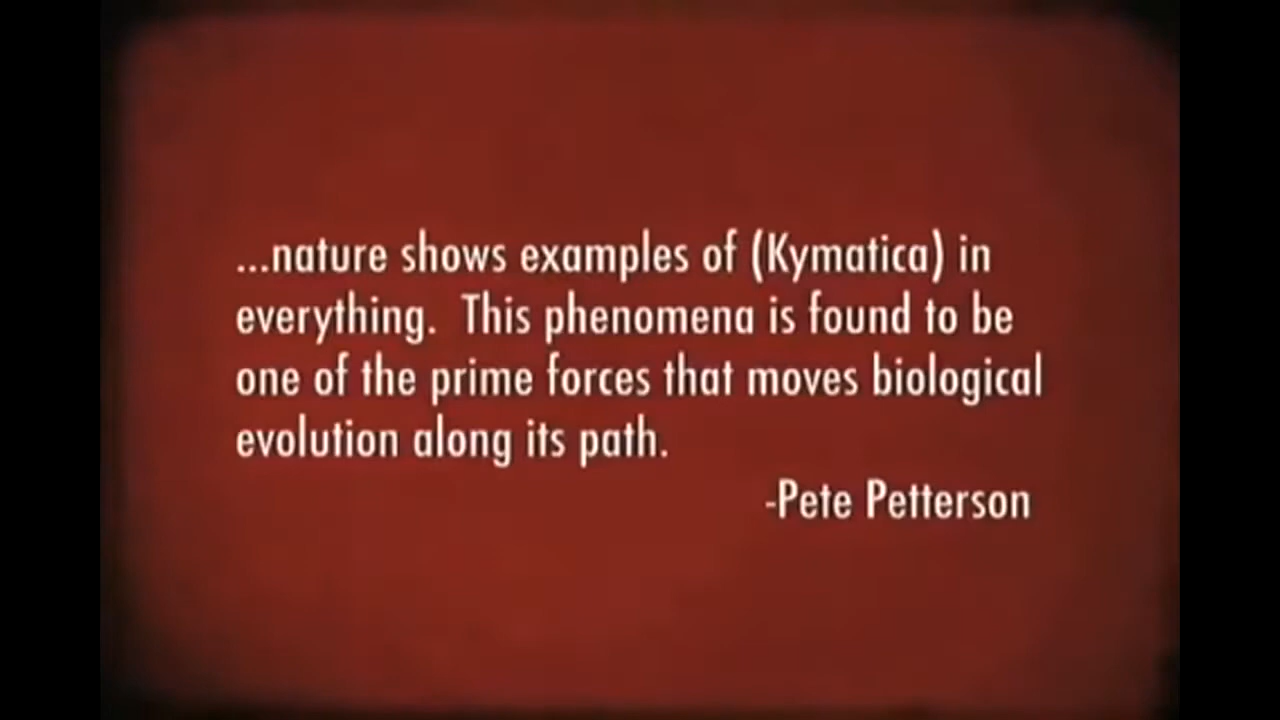 ...nature shows examples of (Kymatica) in
everything.  This phenomena is found to be
one of the prime forces that moves biological
evolution along its path.
-Pete Petterson